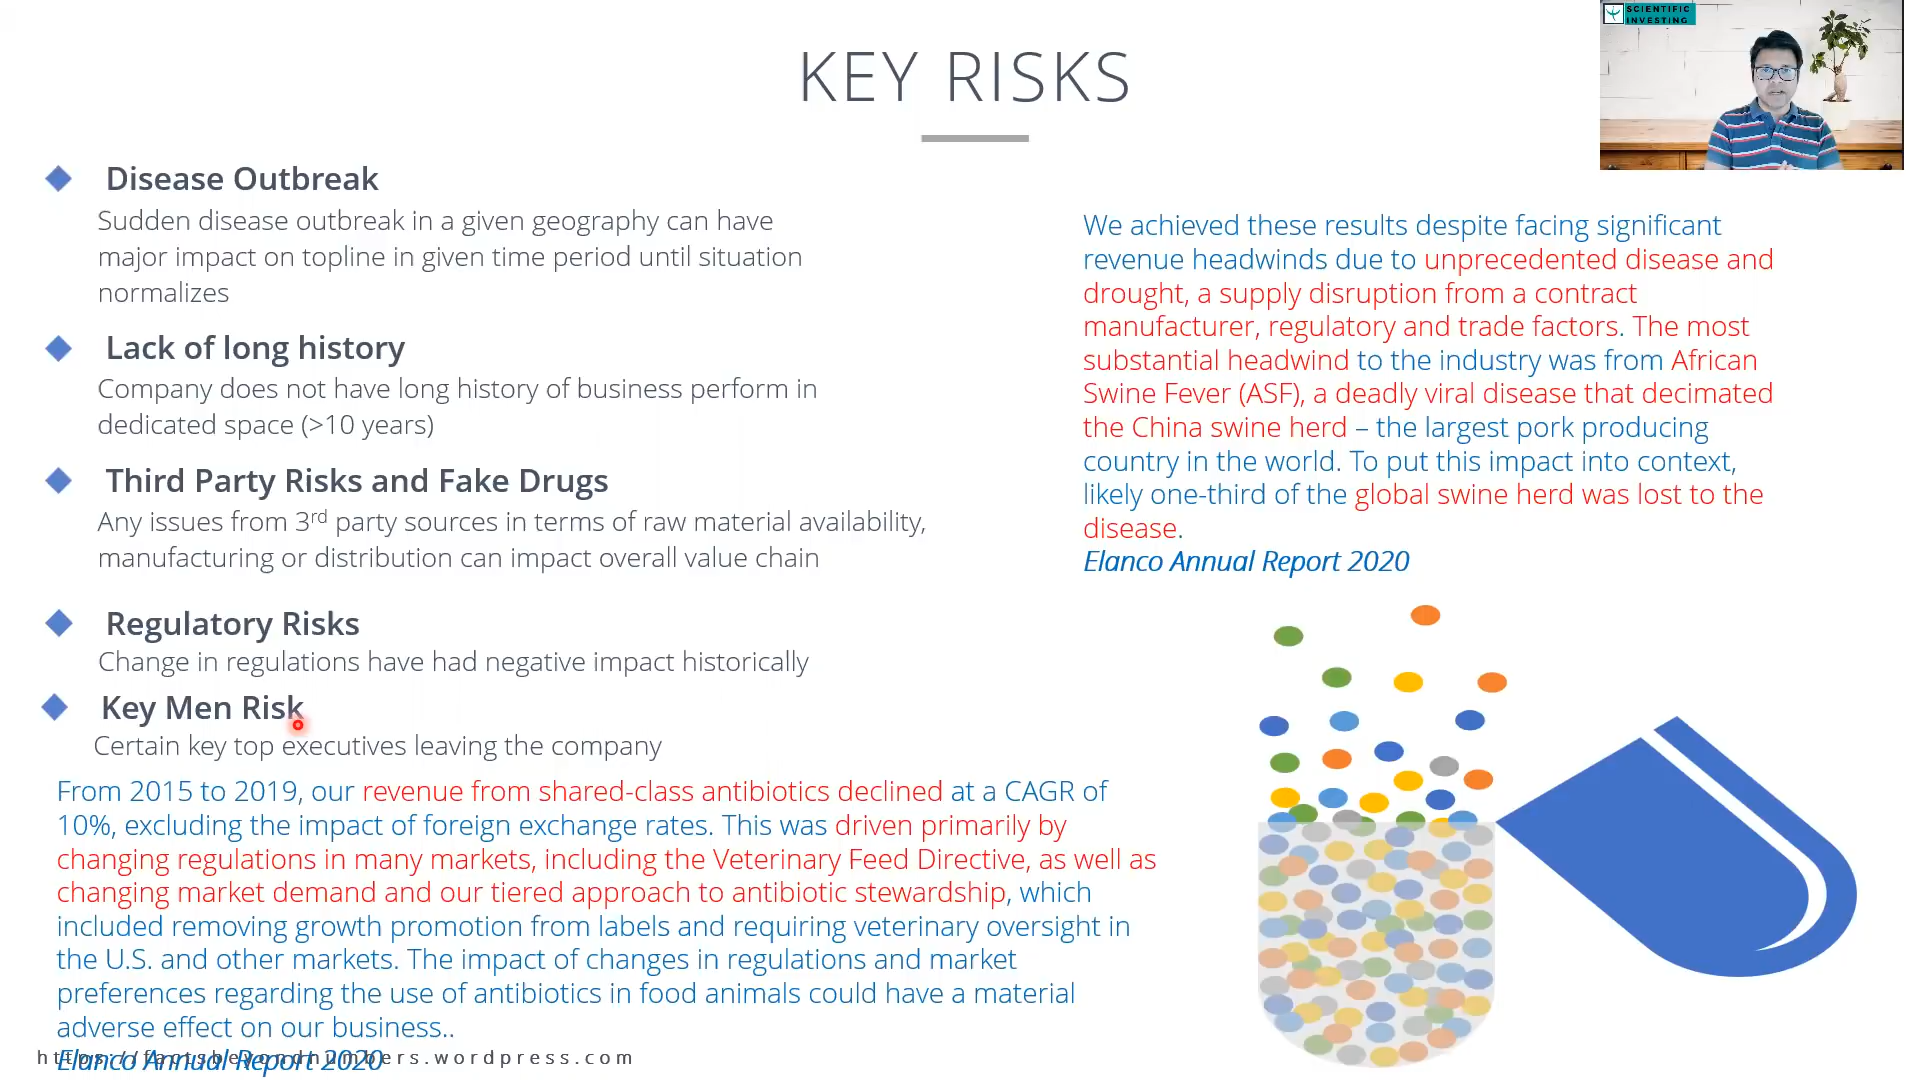 SCIENTIFIC
INVESTING
KEY RISKS
Disease Outbreak
Sudden disease outbreak in a given geography can have
major impact on topline in given time period until situation
normalizes
Lack of long history
Company does not have long history of business perform in
dedicated space (>10 years)
Third Party Risks and Fake Drugs
Any issues from 3rd party sources in terms of raw material availability,
manufacturing or distribution can impact overall value chain
Regulatory Risks
Change in regulations have had negative impact historically
Key Men Risk
Certain key top executives leaving the company
From 2015 to 2019, our revenue from shared-class antibiotics declined at a CAGR of
10%, excluding the impact of foreign exchange rates. This was driven primarily by
changing regulations in many markets, including the Veterinary Feed Directive, as well as
changing market demand and our tiered approach to antibiotic stewardship, which
included removing growth promotion from labels and requiring veterinary oversight in
the U.S. and other markets. The impact of changes in regulations and market
preferences regarding the use of antibiotics in food animals could have a material
adverse effect on our business..
Elanco Annual Report 2020
https://factsbeyondnumbers.wordpress.com
We achieved these results despite facing significant
revenue headwinds due to unprecedented disease and
drought, a supply disruption from a contract
manufacturer, regulatory and trade factors. The most
substantial headwind to the industry was from African
Swine Fever (ASF), a deadly viral disease that decimated
the China swine herd – the largest pork producing
country in the world. To put this impact into context,
likely one-third of the global swine herd was lost to the
disease.
Elanco Annual Report 2020